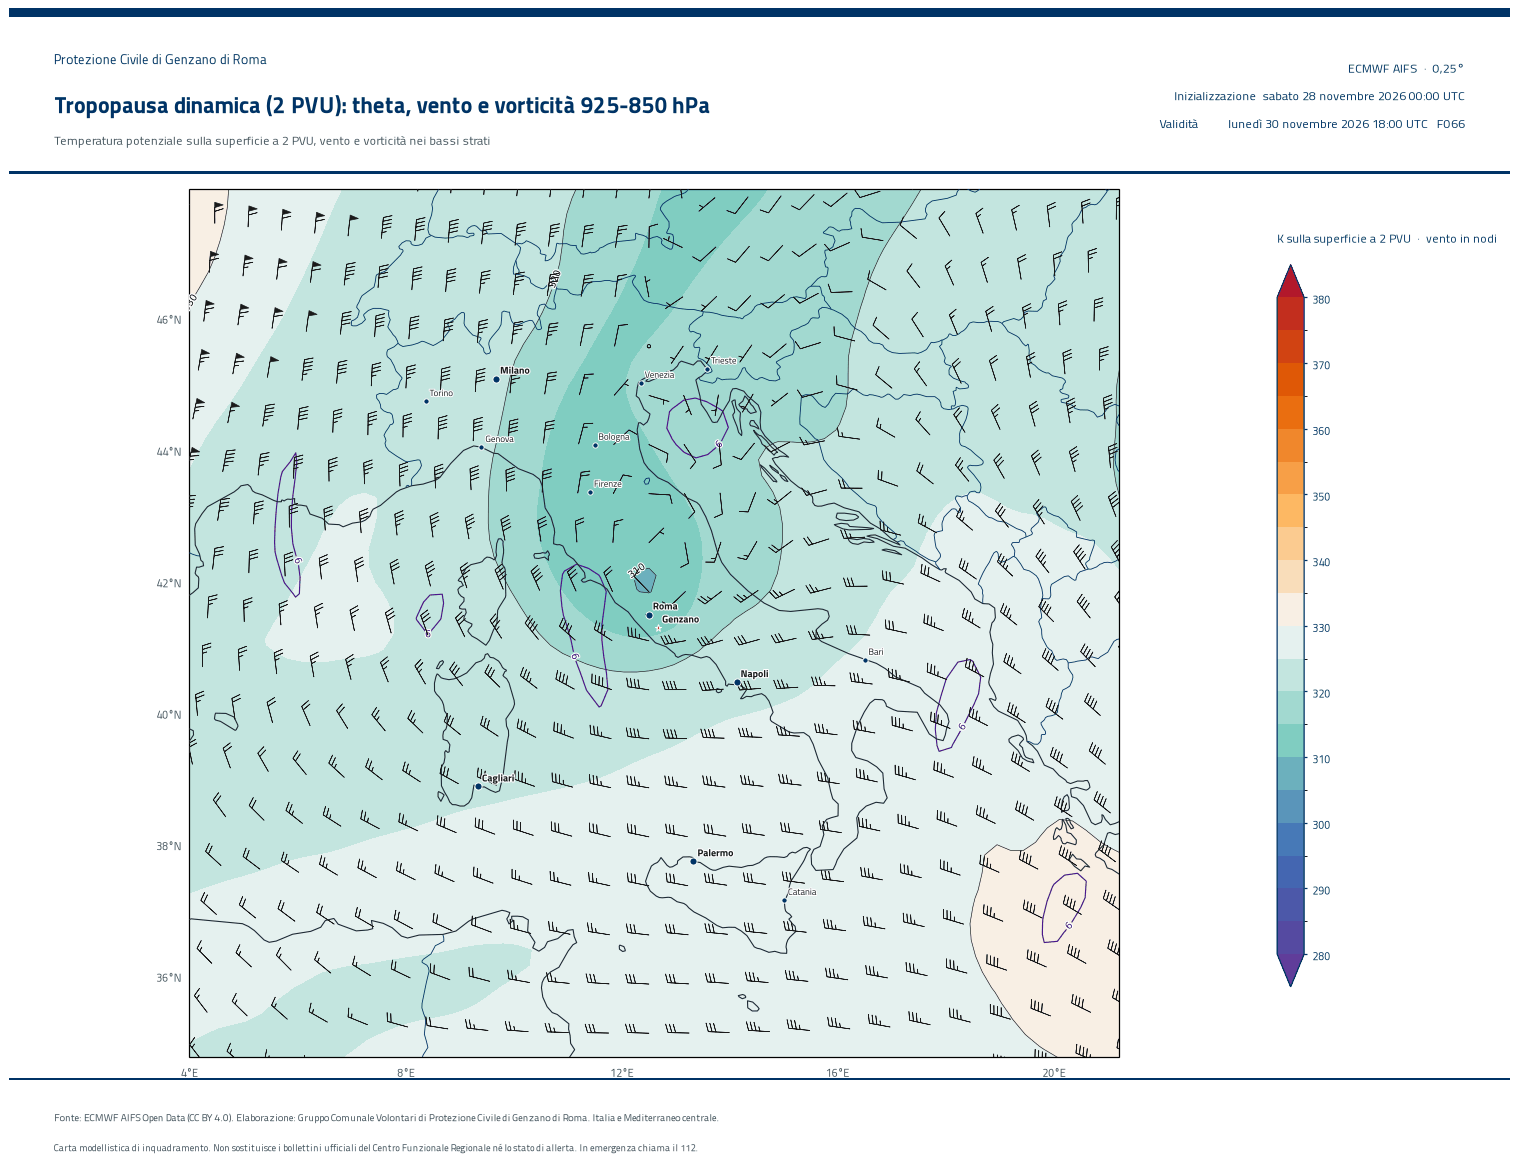 Protezione Civile di Genzano di Roma
Tropopausa dinamica (2 PVU): theta, vento e vorticità 925-850 hPa
Temperatura potenziale sulla superficie a 2 PVU, vento e vorticità nei bassi strati
ECMWF AIFS · 0,25°
Inizializzazione sabato 28 novembre 2026 00:00 UTC
Validità lunedì 30 novembre 2026 18:00 UTC F066
K sulla superficie a 2 PVU · vento in nodi
380
370
360
350
340
330
320
310
300
290
280
46°N
44°N
42°N
40°N
38°N
36°N
4°E
8°E
12°E
16°E
20°E
Milano
Torino
Genova
Venezia
Trieste
Bologna
Firenze
310
Roma
Genzano
Napoli
Bari
Cagliari
Palermo
Catania
6
6
6
6
6
6
Fonte: ECMWF AIFS Open Data (CC BY 4.0). Elaborazione: Gruppo Comunale Volontari di Protezione Civile di Genzano di Roma. Italia e Mediterraneo centrale.
Carta modellistica di inquadramento. Non sostituisce i bollettini ufficiali del Centro Funzionale Regionale né lo stato di allerta. In emergenza chiama il 112.